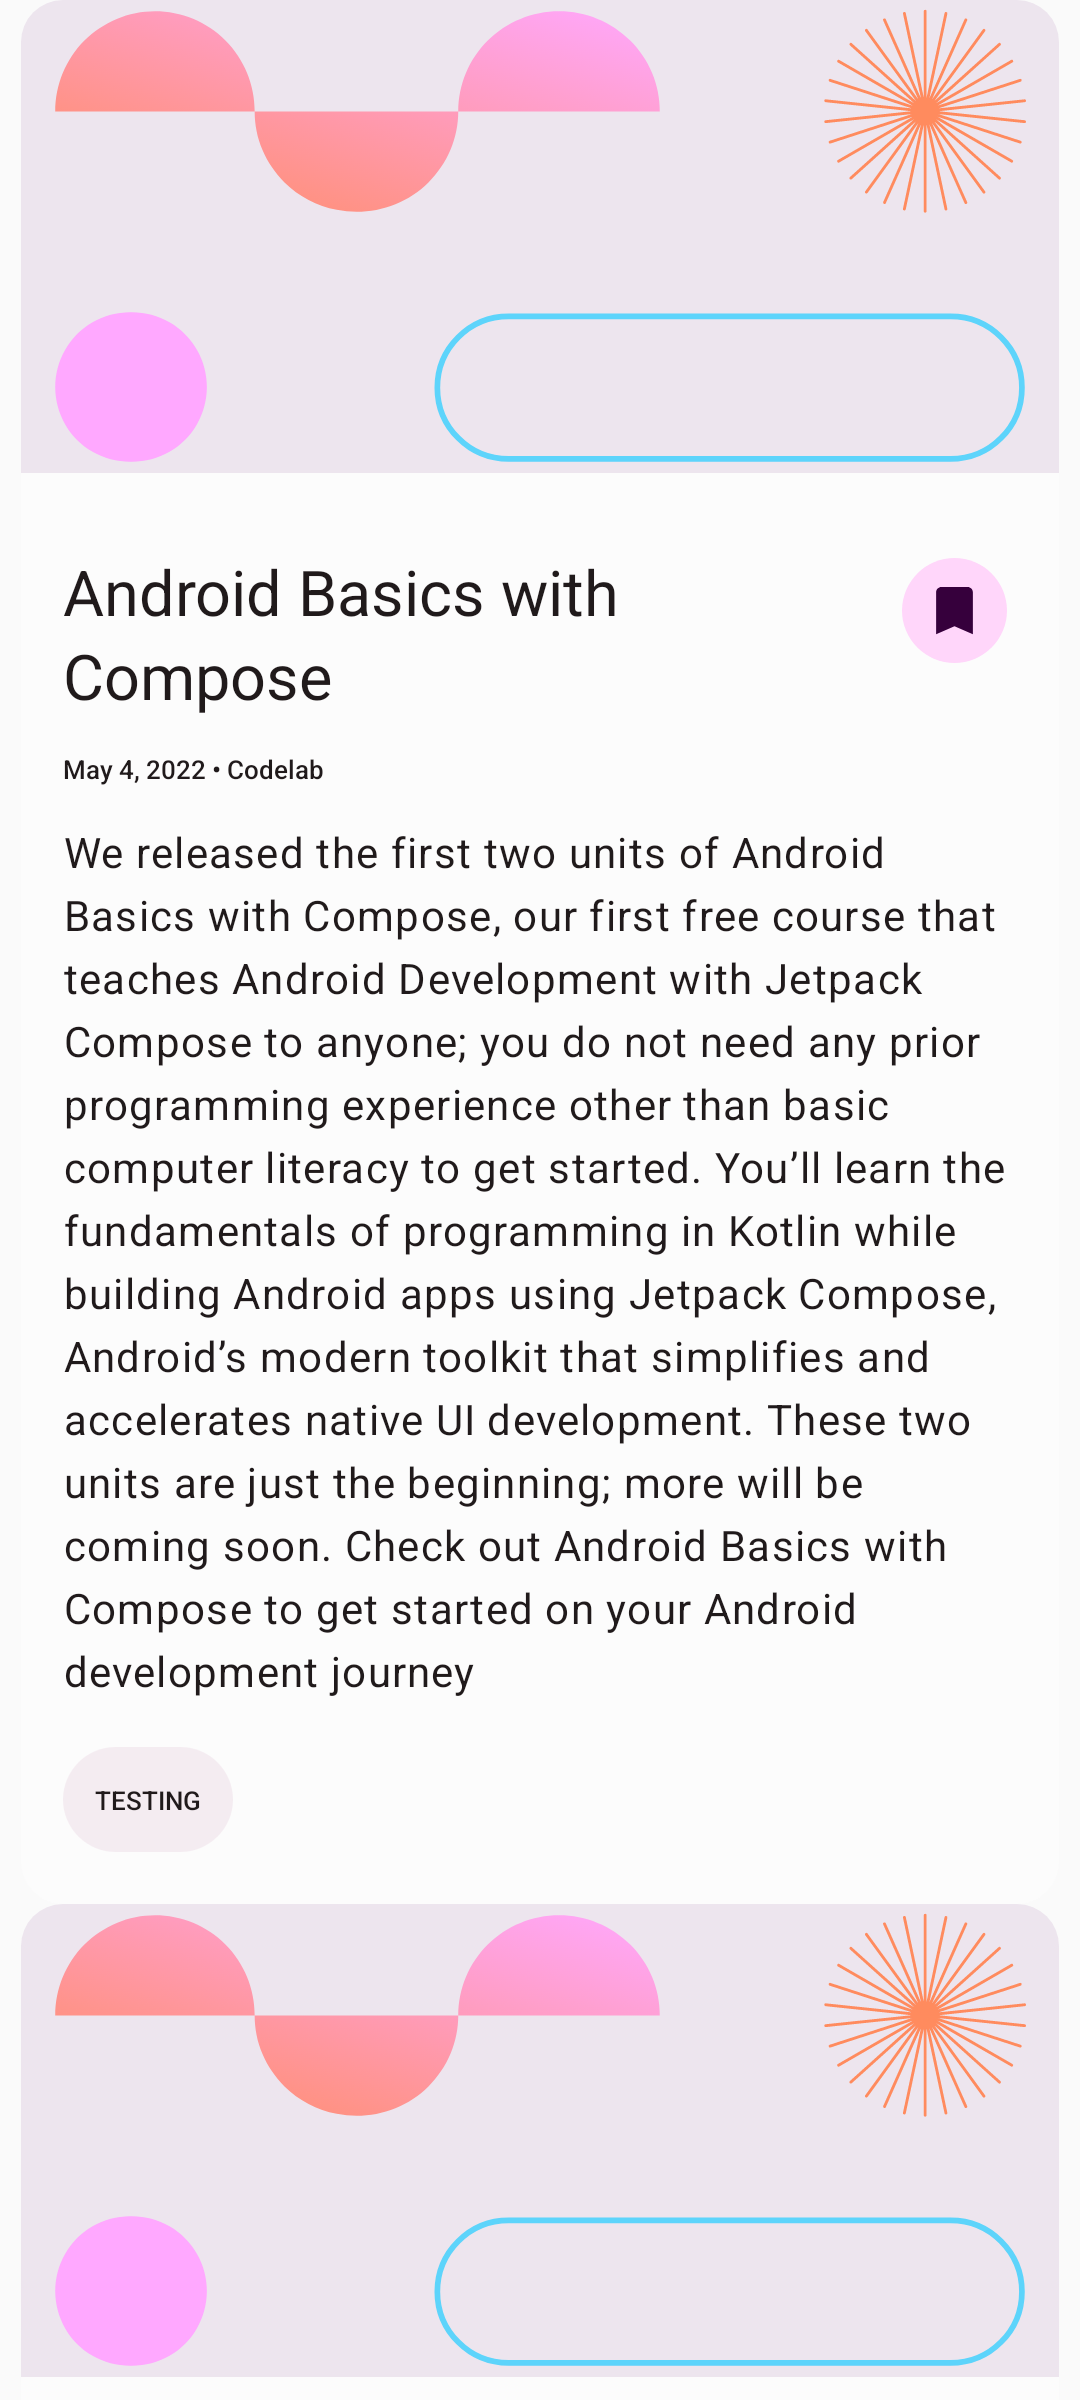 Android Basics with
Compose
May 4, 2022 • Codelab
We released the first two units of Android
Basics with Compose, our first free course that
teaches Android Development with Jetpack
Compose to anyone; you do not need any prior
programming experience other than basic
computer literacy to get started. You’ll learn the
fundamentals of programming in Kotlin while
building Android apps using Jetpack Compose,
Android’s modern toolkit that simplifies and
accelerates native UI development. These two
units are just the beginning; more will be
coming soon. Check out Android Basics with
Compose to get started on your Android
development journey
TESTING